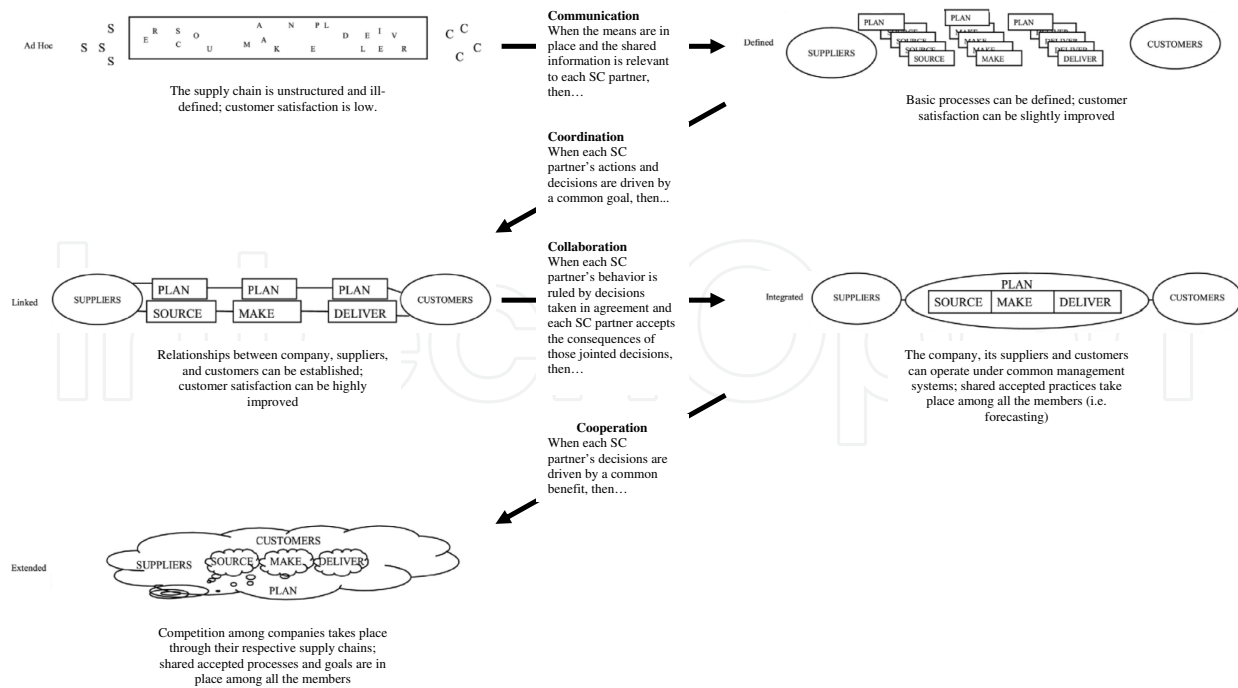 Ad Hoc
S S S S S
E R S C O U M A K E A N P L D E L I V E R
C C C C C
The supply chain is unstructured and ill-
defined; customer satisfaction is low.
Communication
When the means are in
place and the shared
information is relevant
to each SC partner,
then…
Defined
SUPPLIERS
PLAN
PLAN
PLAN
SOURCE
MAKE
DELIVER
SOURCE
MAKE
DELIVER
SOURCE
MAKE
DELIVER
CUSTOMERS
Basic processes can be defined; customer
satisfaction can be slightly improved
Coordination
When each SC
partner’s actions and
decisions are driven by
a common goal, then...
Linked
SUPPLIERS
PLAN
PLAN
PLAN
SOURCE
MAKE
DELIVER
CUSTOMERS
Relationships between company, suppliers,
and customers can be established;
customer satisfaction can be highly
improved
Collaboration
When each SC
partner’s behavior is
ruled by decisions
taken in agreement and
each SC partner accepts
the consequences of
those jointed decisions,
then…
Integrated
SUPPLIERS
PLAN
SOURCE MAKE DELIVER
CUSTOMERS
The company, its suppliers and customers
can operate under common management
systems; shared accepted practices take
place among all the members (i.e.
forecasting)
Cooperation
When each SC
partner’s decisions are
driven by a common
benefit, then…
Extended
CUSTOMERS
SUPPLIERS
SOURCE MAKE DELIVER
PLAN
Competition among companies takes place
through their respective supply chains;
shared accepted processes and goals are in
place among all the members